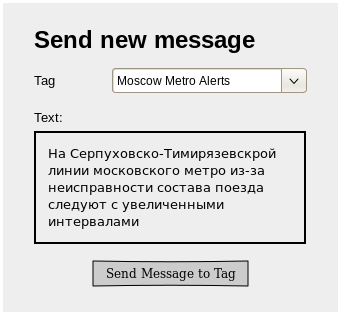 Send new message
Tag
Moscow Metro Alerts
Text:
На Серпуховско-Тимирязевскрой
линии московского метро из-за
неисправности состава поезда
следуют с увеличенными
интервалами
Send Message to Tag